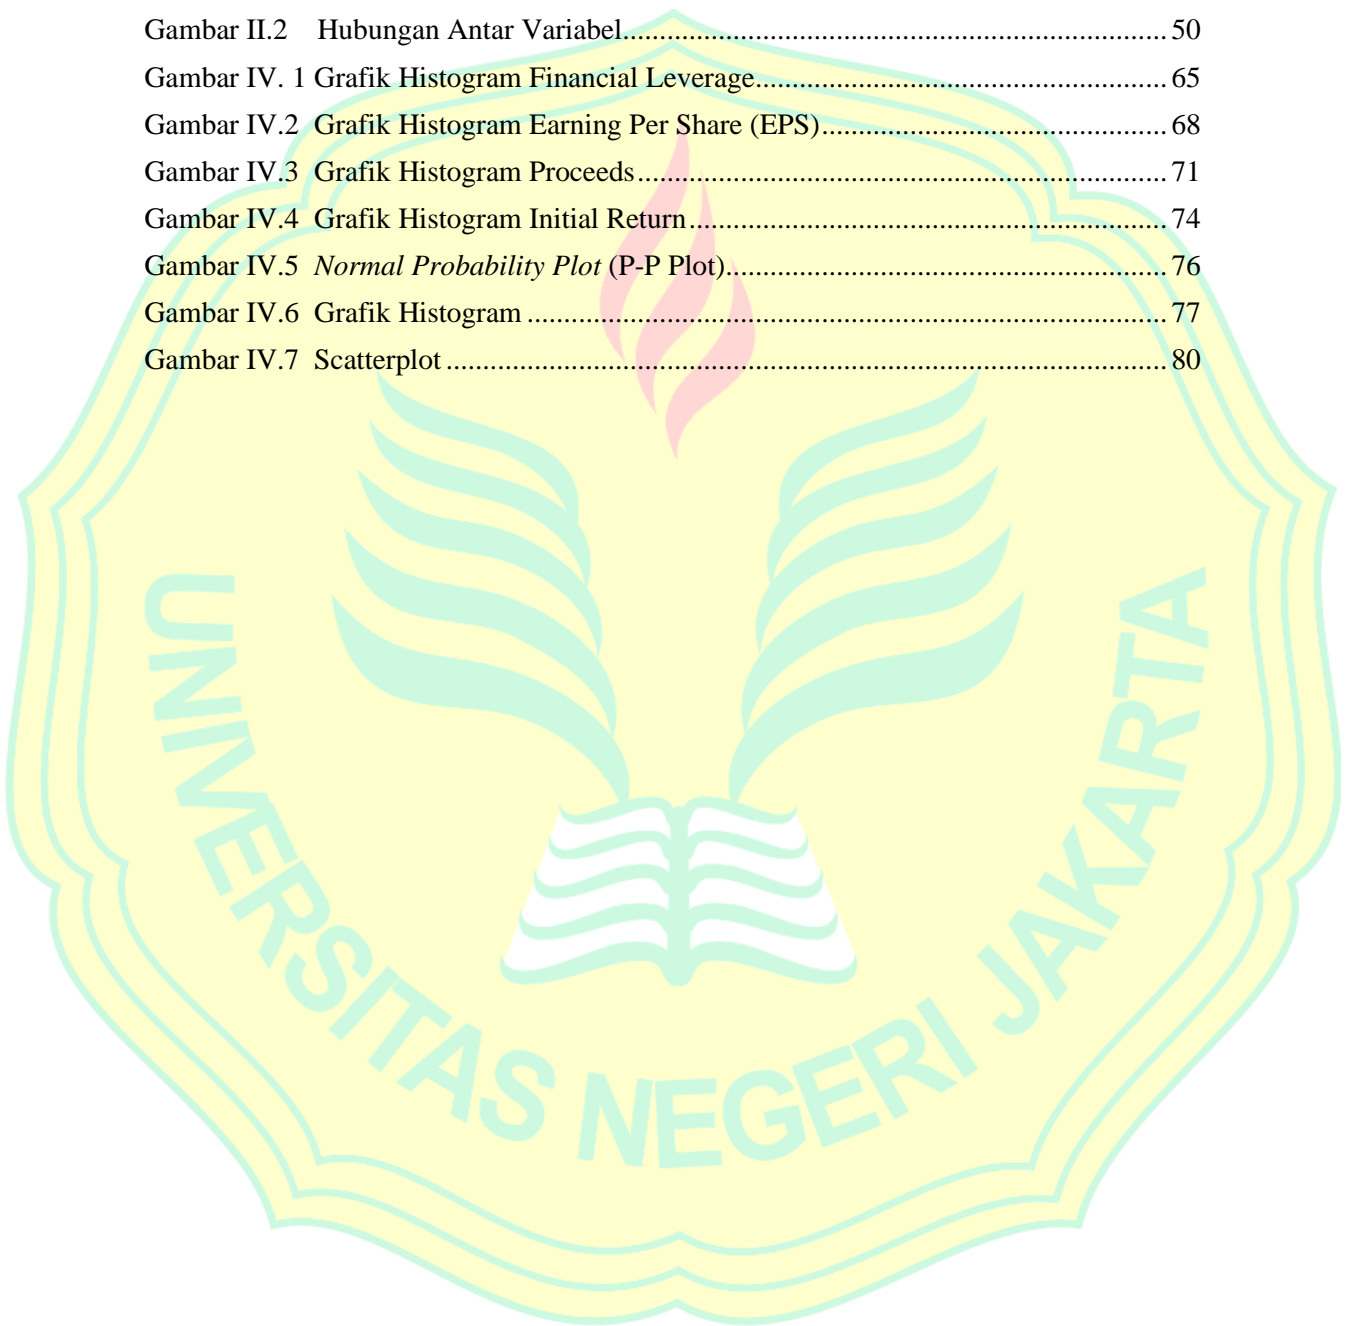 Gambar II.2 Hubungan Antar Variabel........................................................................... 50
Gambar IV. 1 Grafik Histogram Financial Leverage......................................................... 65
Gambar IV.2 Grafik Histogram Earning Per Share (EPS)................................................ 68
Gambar IV.3 Grafik Histogram Proceeds......................................................................... 71
Gambar IV.4 Grafik Histogram Initial Return.................................................................. 74
Gambar IV.5 Normal Probability Plot (P-P Plot)............................................................. 76
Gambar IV.6 Grafik Histogram ........................................................................................ 77
Gambar IV.7 Scatterplot ................................................................................................... 80
UNIVERSITAS NEGERI JAKARTA